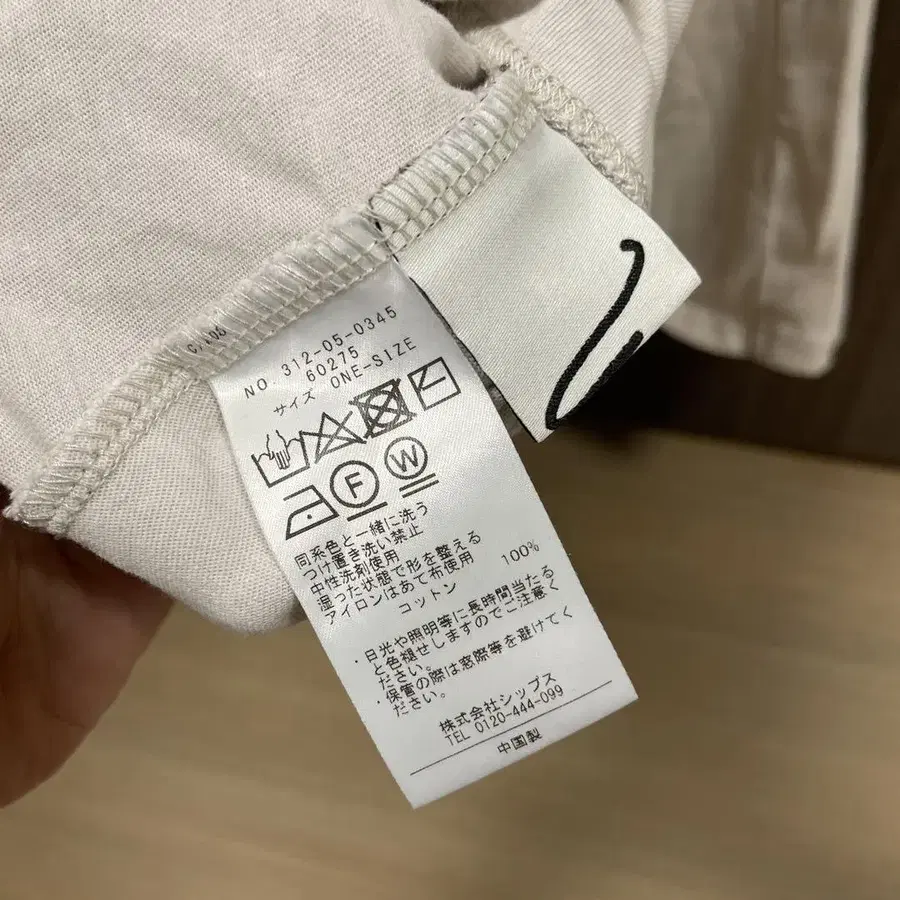 NO. 312-05-0345
60275
サイズ ONE-SIZE
F W
同系色と一緒に洗う
つけ置き洗い禁止
中性洗剤使用
湿った状態で形を整える
アイロンはあて布使用
コットン 100%
・日光や照明等に長時間当たる
と色褪せしますのでご注意く
ださい。
・保管の際は窓際等を避けてく
ださい。
株式会社シップス
TEL 0120-444-099
中国製